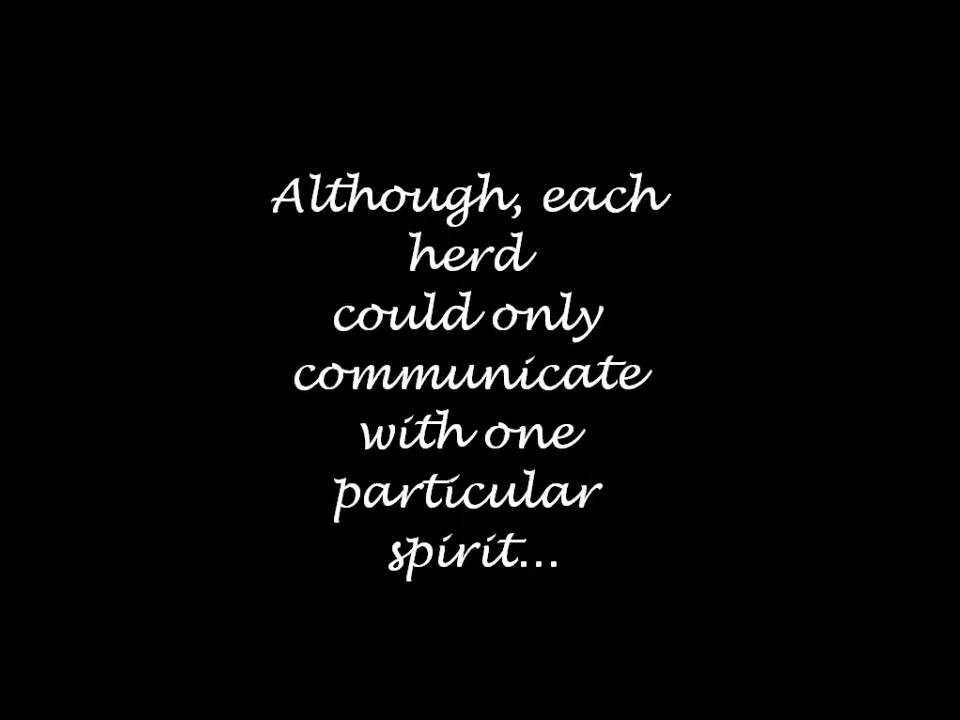 Although, each
herd
could only
communicate
with one
particular
spirit...